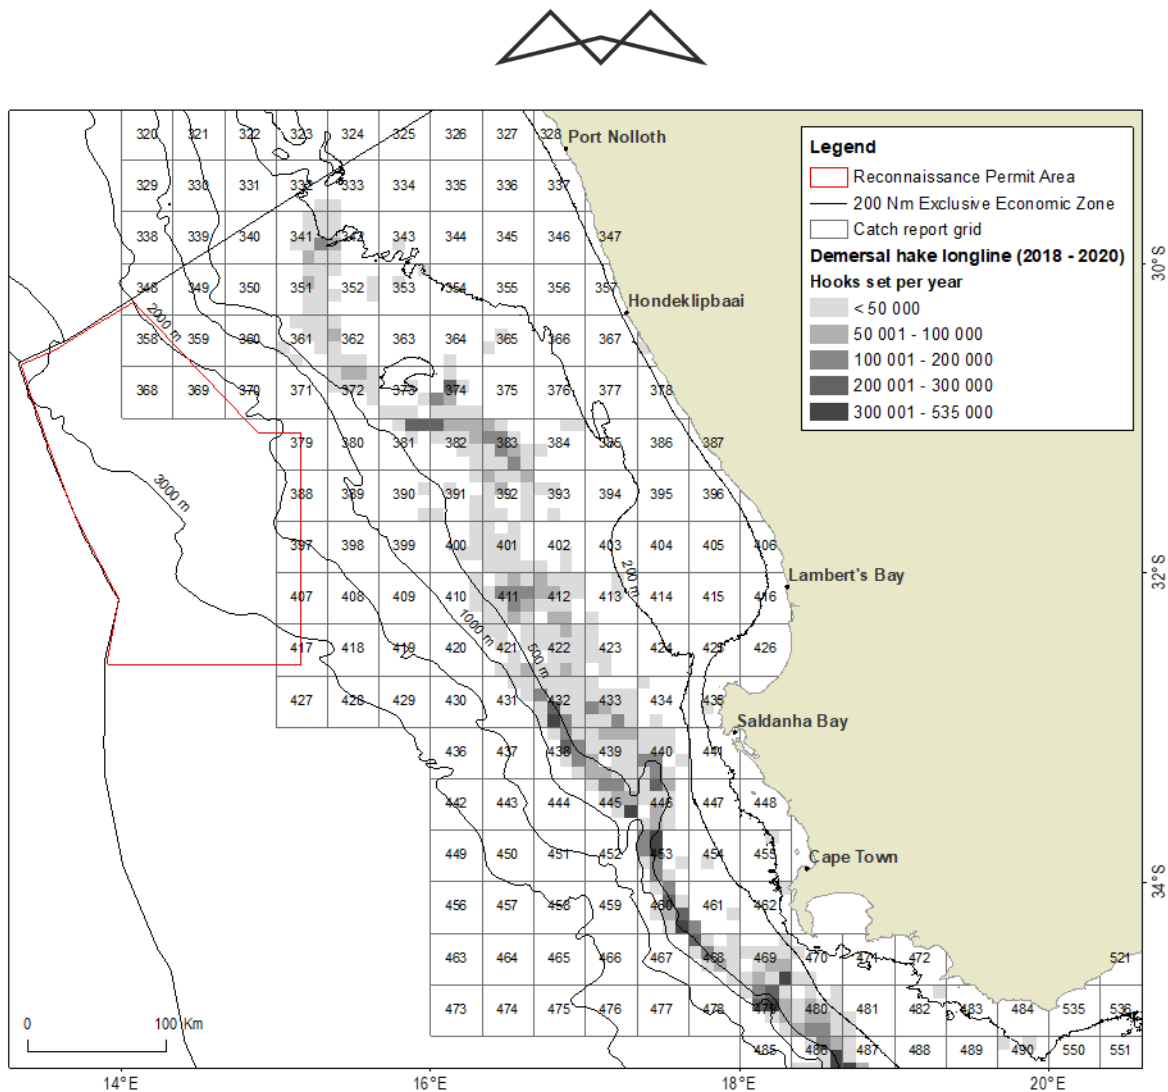 320 321 322 323 324 325 326 327 328 Port Nolloth
329 330 331 332 333 334 335 336 337
338 339 340 341 342 343 344 345 346 347
348 349 350 351 352 353 354 355 356 357
Hondeklipbaai
2000 m
358 359 360 361 362 363 364 365 366 367
368 369 370 371 372 373 374 375 376 377 378
379 380 381 382 383 384 385 386 387
3000 m
388 389 390 391 392 393 394 395 396
397 398 399 400 401 402 403 404 405 406
200 m
Lambert's Bay
407 408 409 410 411 412 413 414 415 416
1000 m
500 m
417 418 419 420 421 422 423 424 425 426
427 428 429 430 431 432 433 434 435
Saldanha Bay
436 437 438 439 440 441
442 443 444 445 446 447 448
449 450 451 452 453 454 455 Cape Town
456 457 458 459 460 461 462
463 464 465 466 467 468 469 470 471 472 521
473 474 475 476 477 478 479 480 481 482 483 484 535 536
485 486 487 488 489 490 550 551
Legend
Reconnaissance Permit Area
200 Nm Exclusive Economic Zone
Catch report grid
Demersal hake longline (2018 - 2020)
Hooks set per year
< 50 000
50 001 - 100 000
100 001 - 200 000
200 001 - 300 000
300 001 - 535 000
30°S
32°S
34°S
0 100 Km
14°E 16°E 18°E 20°E